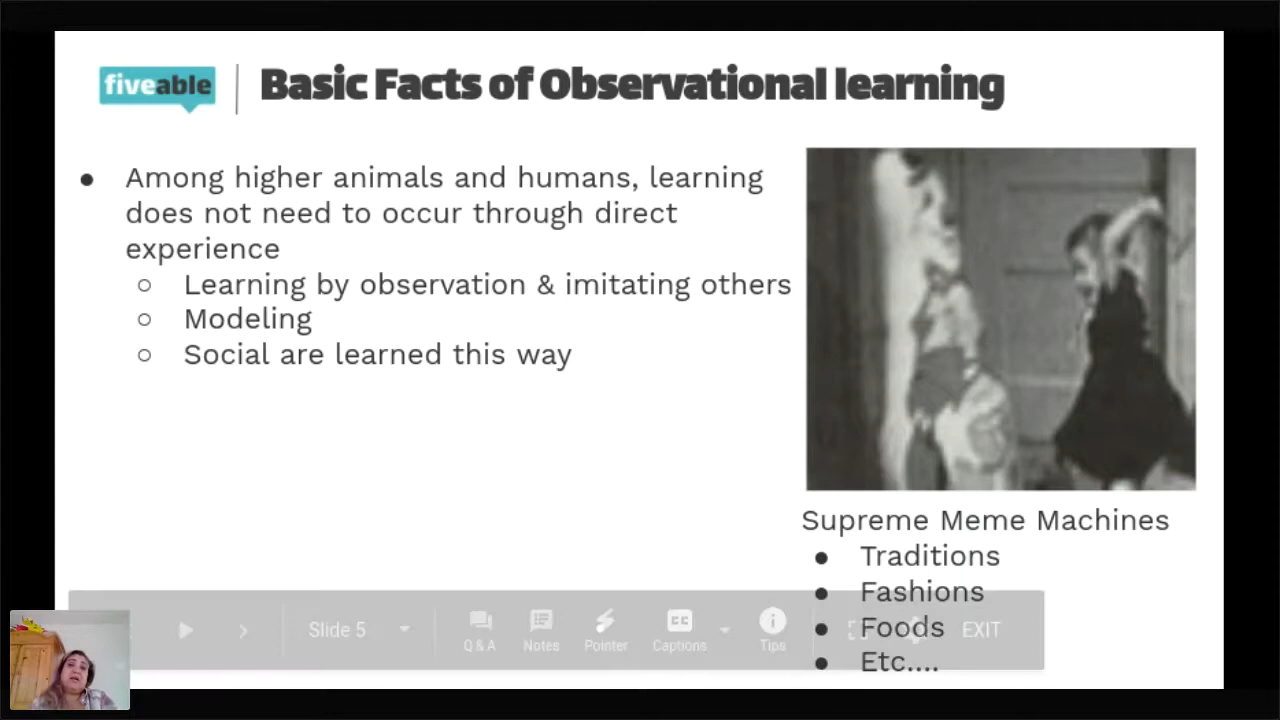 fiveable
Basic Facts of Observational learning
● Among higher animals and humans, learning
does not need to occur through direct
experience
○ Learning by observation & imitating others
○ Modeling
○ Social are learned this way
Supreme Meme Machines
● Traditions
● Fashions
● Foods
● Etc....
Slide 5
Q & A
Notes
Pointer
Captions
Tips
EXIT